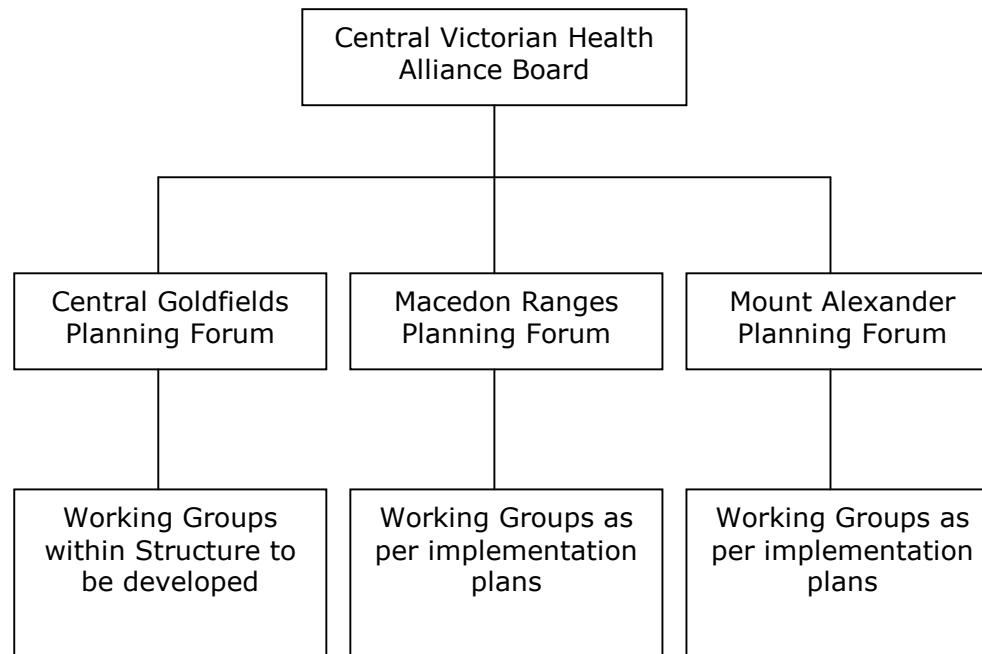 Central Victorian Health
Alliance Board
Central Goldfields
Planning Forum
Macedon Ranges
Planning Forum
Mount Alexander
Planning Forum
Working Groups
within Structure to
be developed
Working Groups as
per implementation
plans
Working Groups as
per implementation
plans